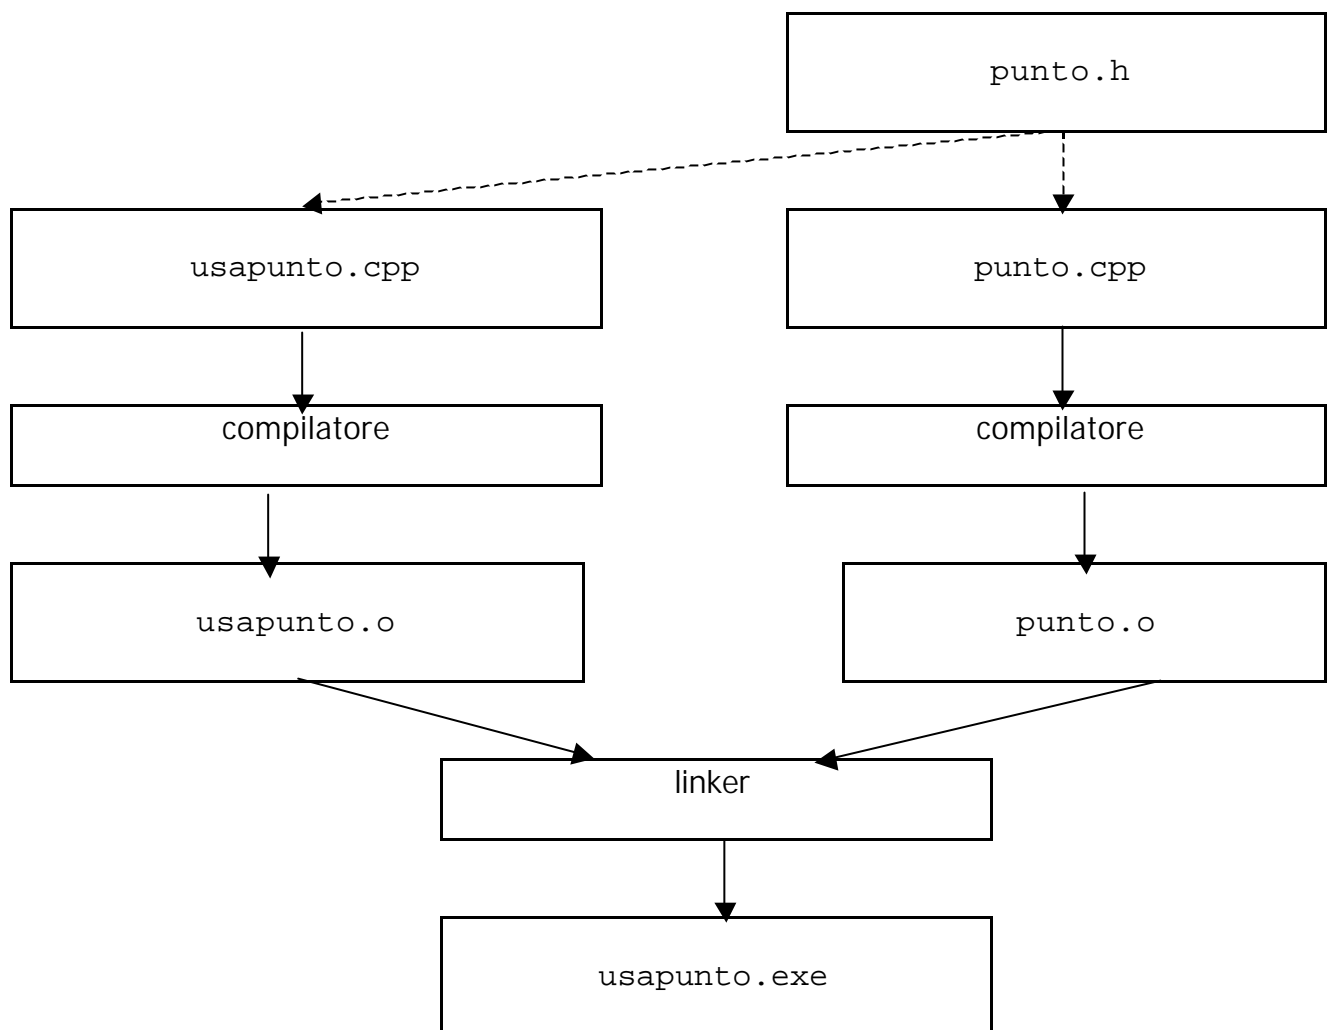 punto.h
usapunto.cpp
punto.cpp
compilatore
compilatore
usapunto.o
punto.o
linker
usapunto.exe